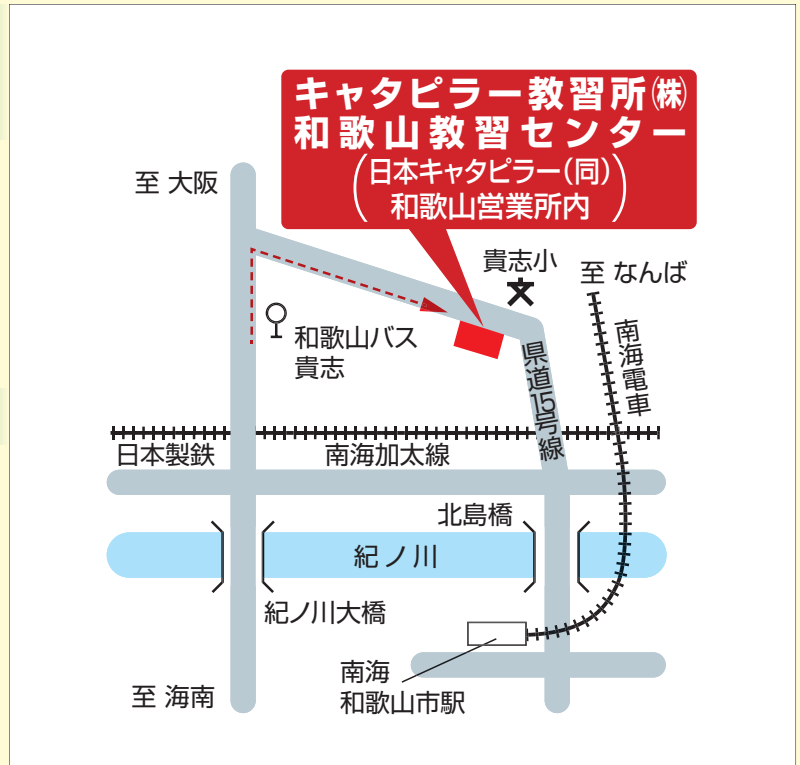 キャタピラー教習所㈱
和歌山教習センター
(日本キャタピラー(同)
和歌山営業所内)
至 大阪
貴志小
至 なんば
和歌山バス
貴志
南海電車
県道15号線
日本製鉄
南海加太線
北島橋
紀ノ川
紀ノ川大橋
南海
和歌山市駅
至 海南